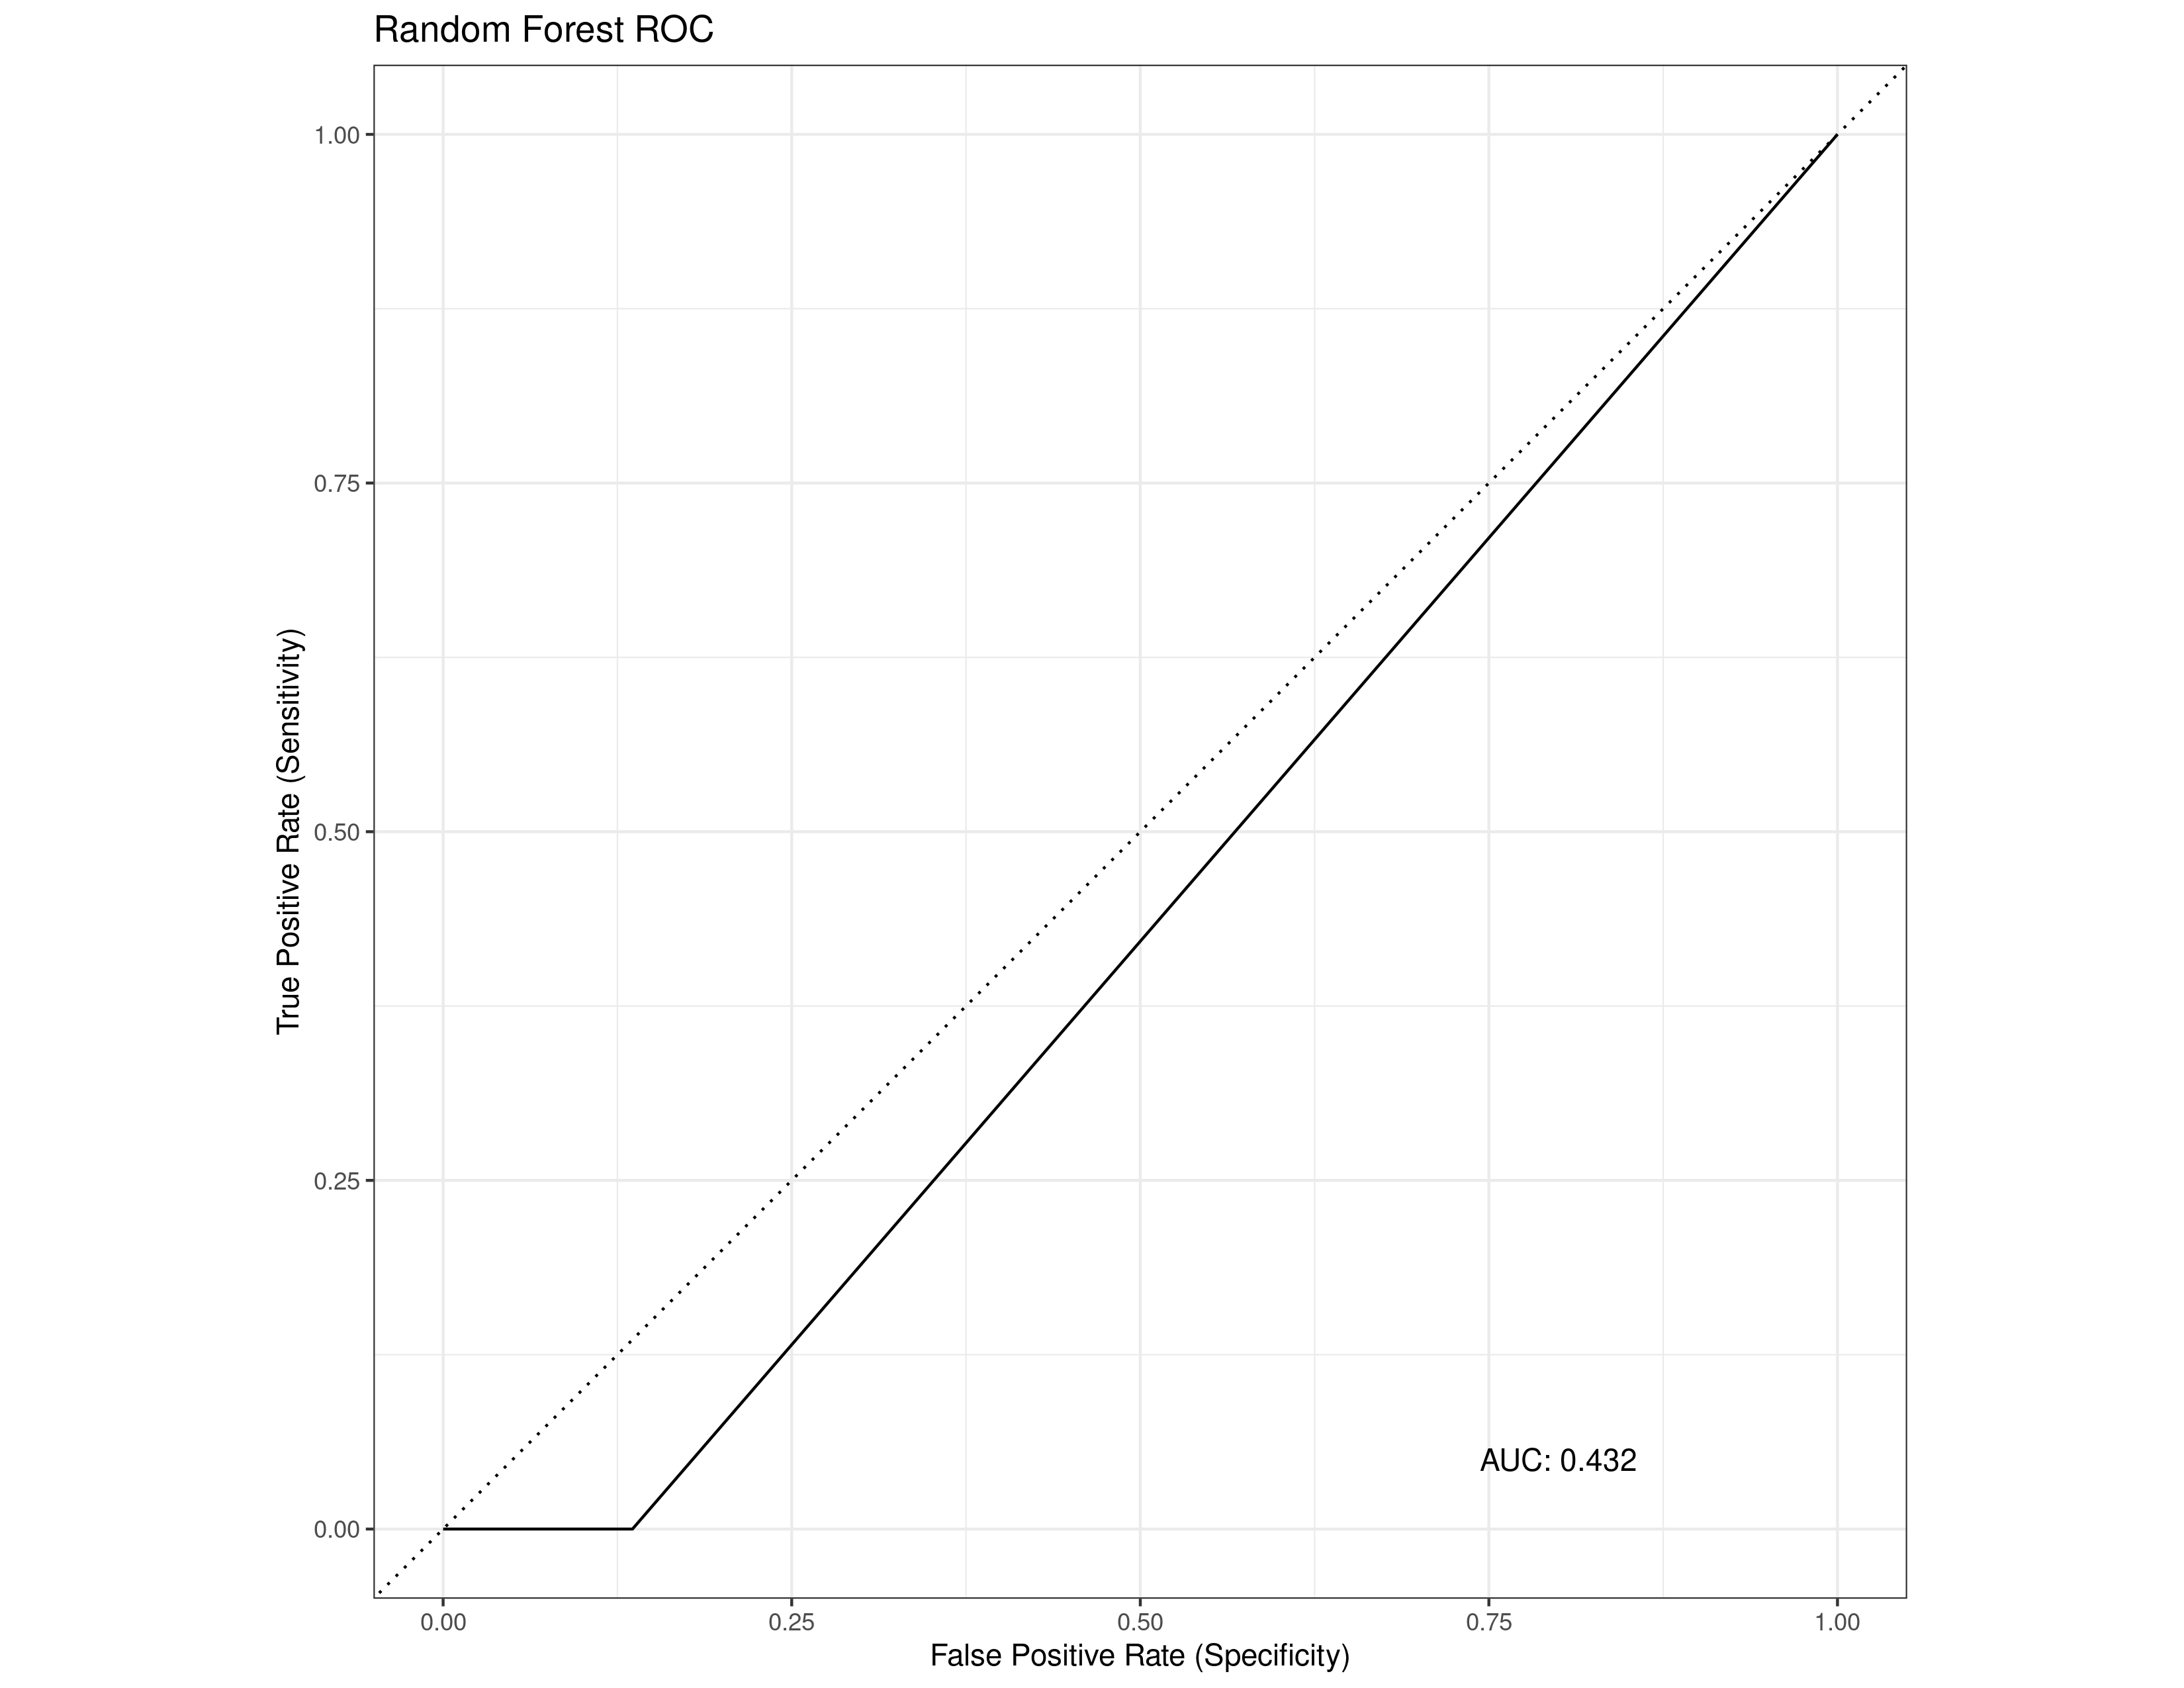 Random Forest ROC
True Positive Rate (Sensitivity)
1.00
0.75
0.50
0.25
0.00
AUC: 0.432
0.00 0.25 0.50 0.75 1.00
False Positive Rate (Specificity)